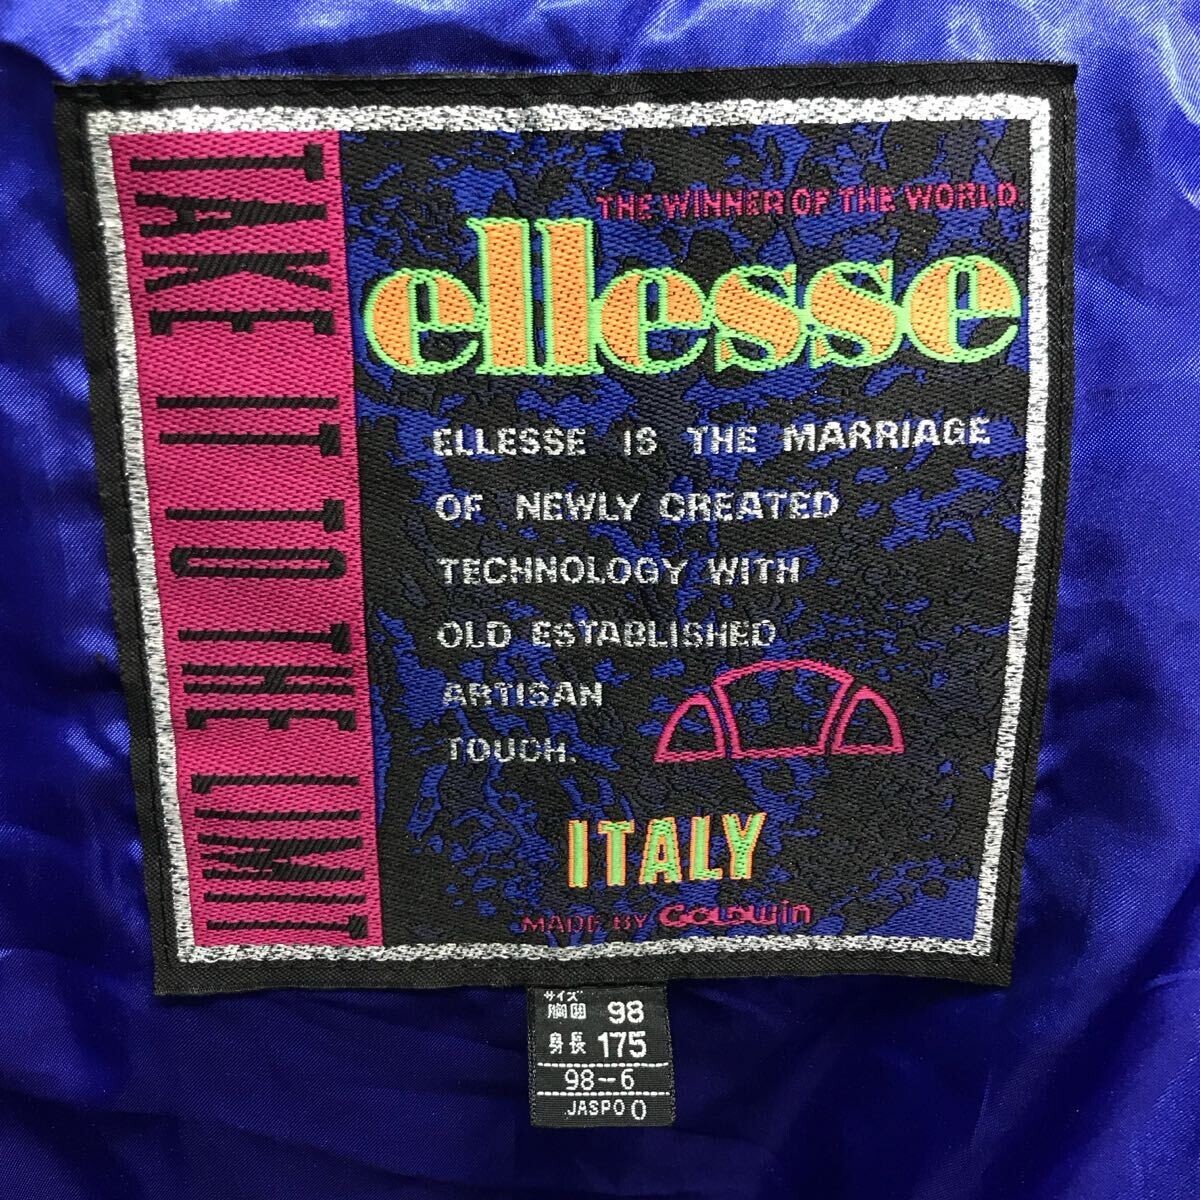 TAKE IT TO THE LIMIT
THE WINNER OF THE WORLD.
ellesse
ELLESSE IS THE MARRIAGE
OF NEWLY CREATED
TECHNOLOGY WITH
OLD ESTABLISHED
ARTISAN
TOUCH.
ITALY
MADE BY GOLDWin
サイズ
胸囲 98
身長 175
98-6
JASPO O